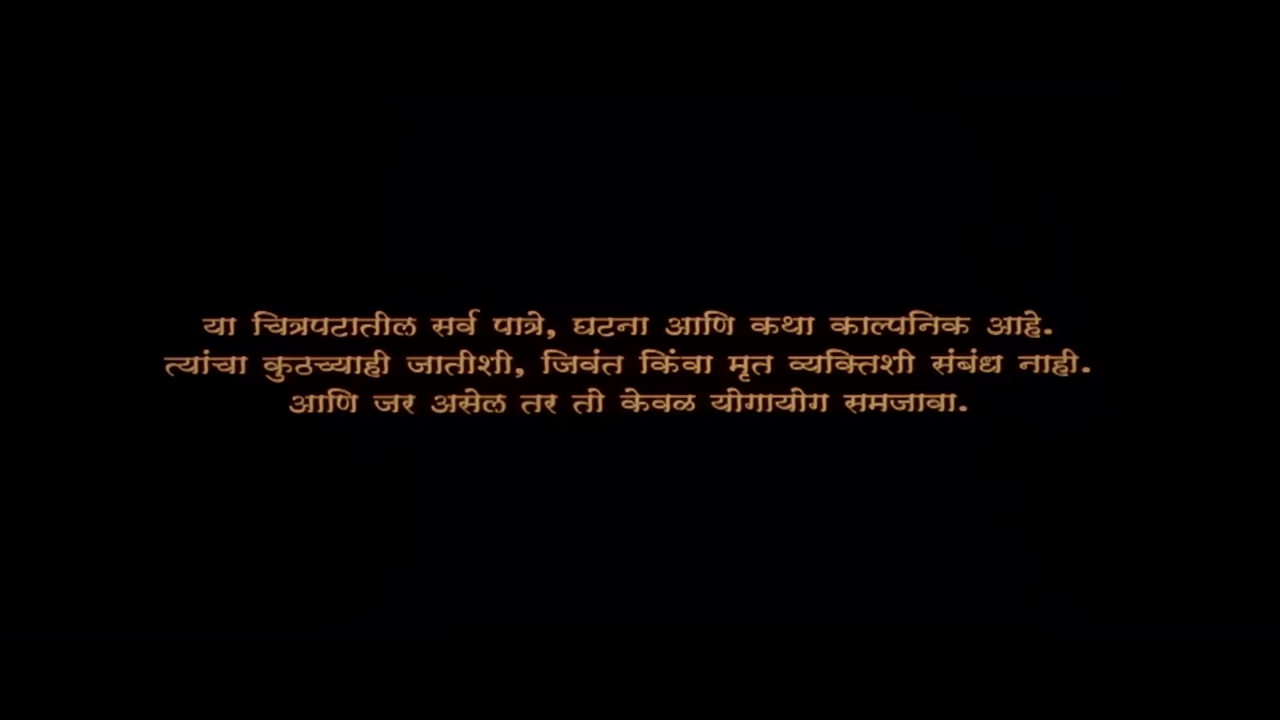 या चित्रपटातील सर्व पात्रे, घटना आणि कथा काल्पनिक आहे.
त्यांचा कुठच्याही जातीशी, जिवंत किंवा मृत व्यक्तिशी संबंध नाही.
आणि जर असेल तर तो केवळ योगायोग समजावा.